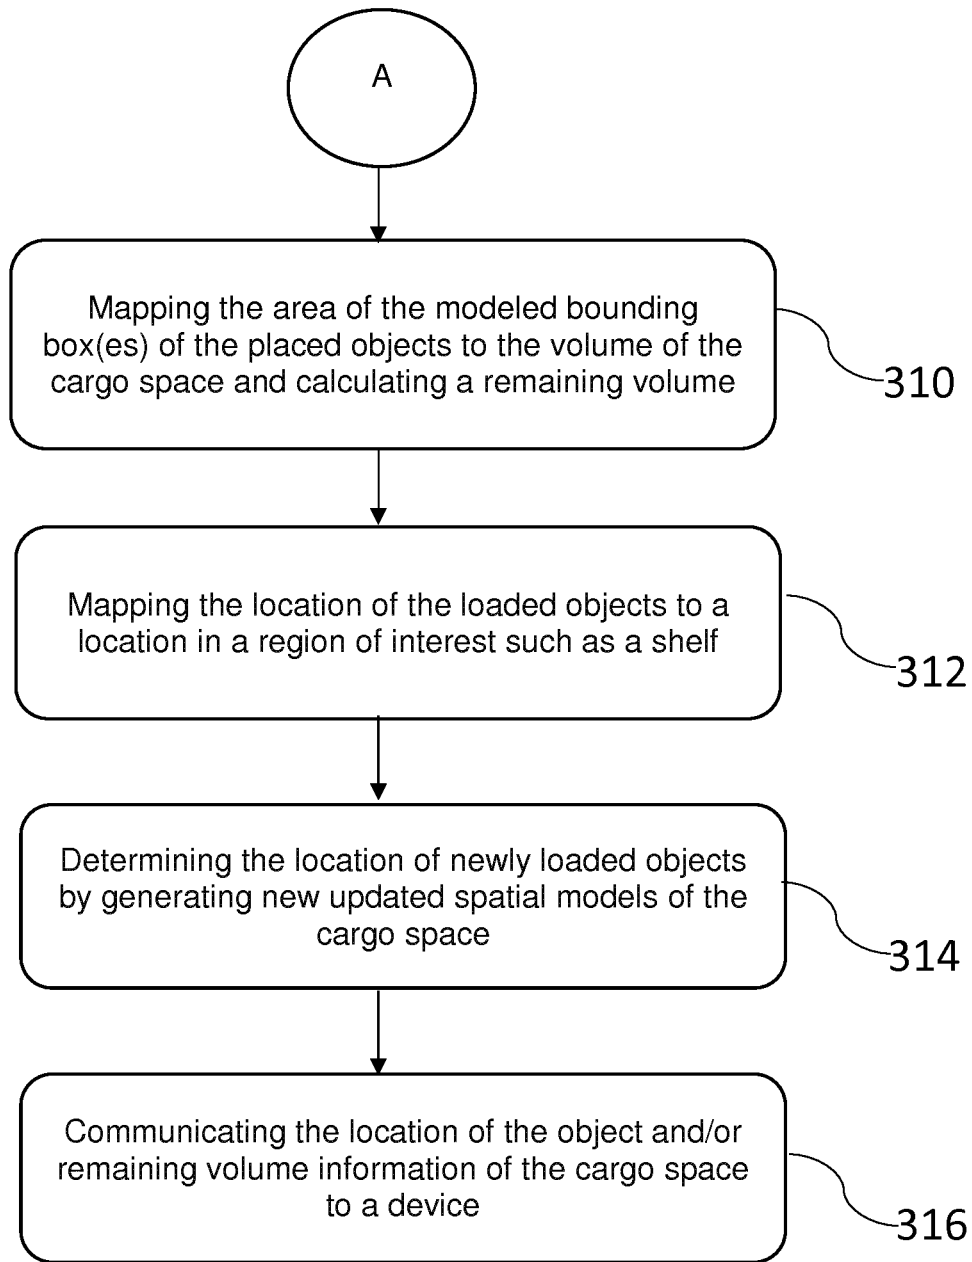 A
Mapping the area of the modeled bounding
box(es) of the placed objects to the volume of the
cargo space and calculating a remaining volume
310
Mapping the location of the loaded objects to a
location in a region of interest such as a shelf
312
Determining the location of newly loaded objects
by generating new updated spatial models of the
cargo space
314
Communicating the location of the object and/or
remaining volume information of the cargo space
to a device
316